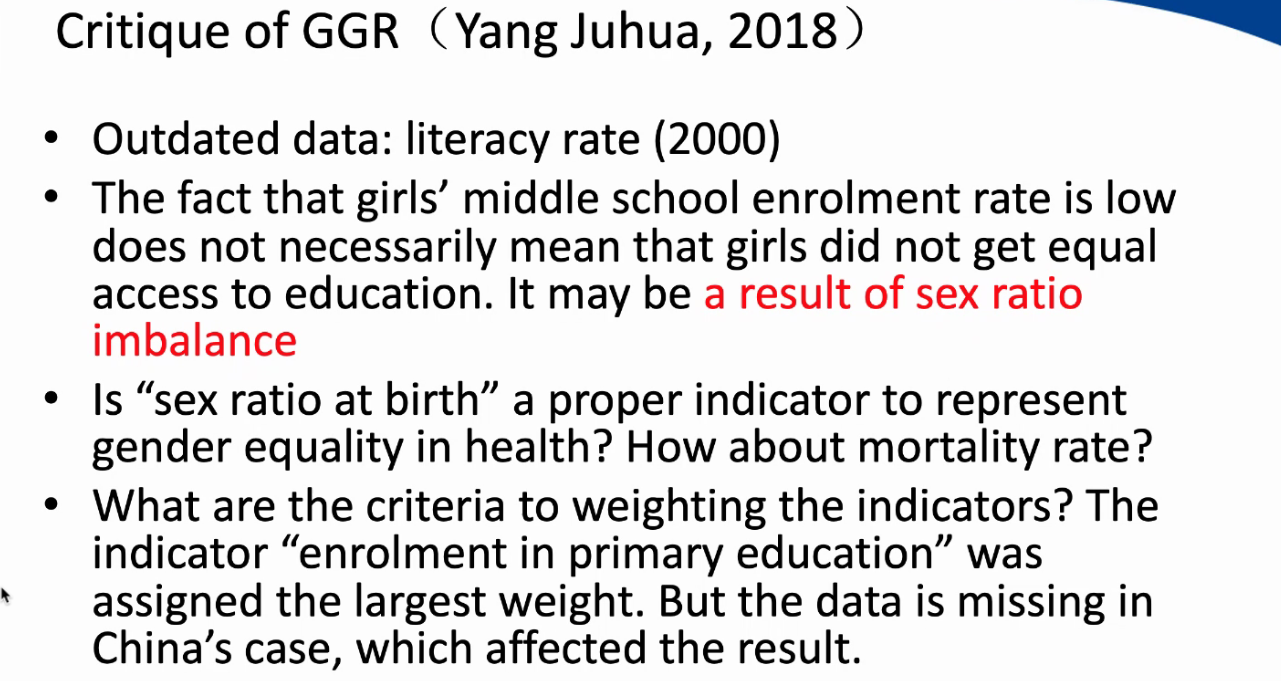 Critique of GGR（Yang Juhua, 2018）
• Outdated data: literacy rate (2000)
• The fact that girls’ middle school enrolment rate is low
does not necessarily mean that girls did not get equal
access to education. It may be a result of sex ratio
imbalance
• Is “sex ratio at birth” a proper indicator to represent
gender equality in health? How about mortality rate?
• What are the criteria to weighting the indicators? The
indicator “enrolment in primary education” was
assigned the largest weight. But the data is missing in
China’s case, which affected the result.